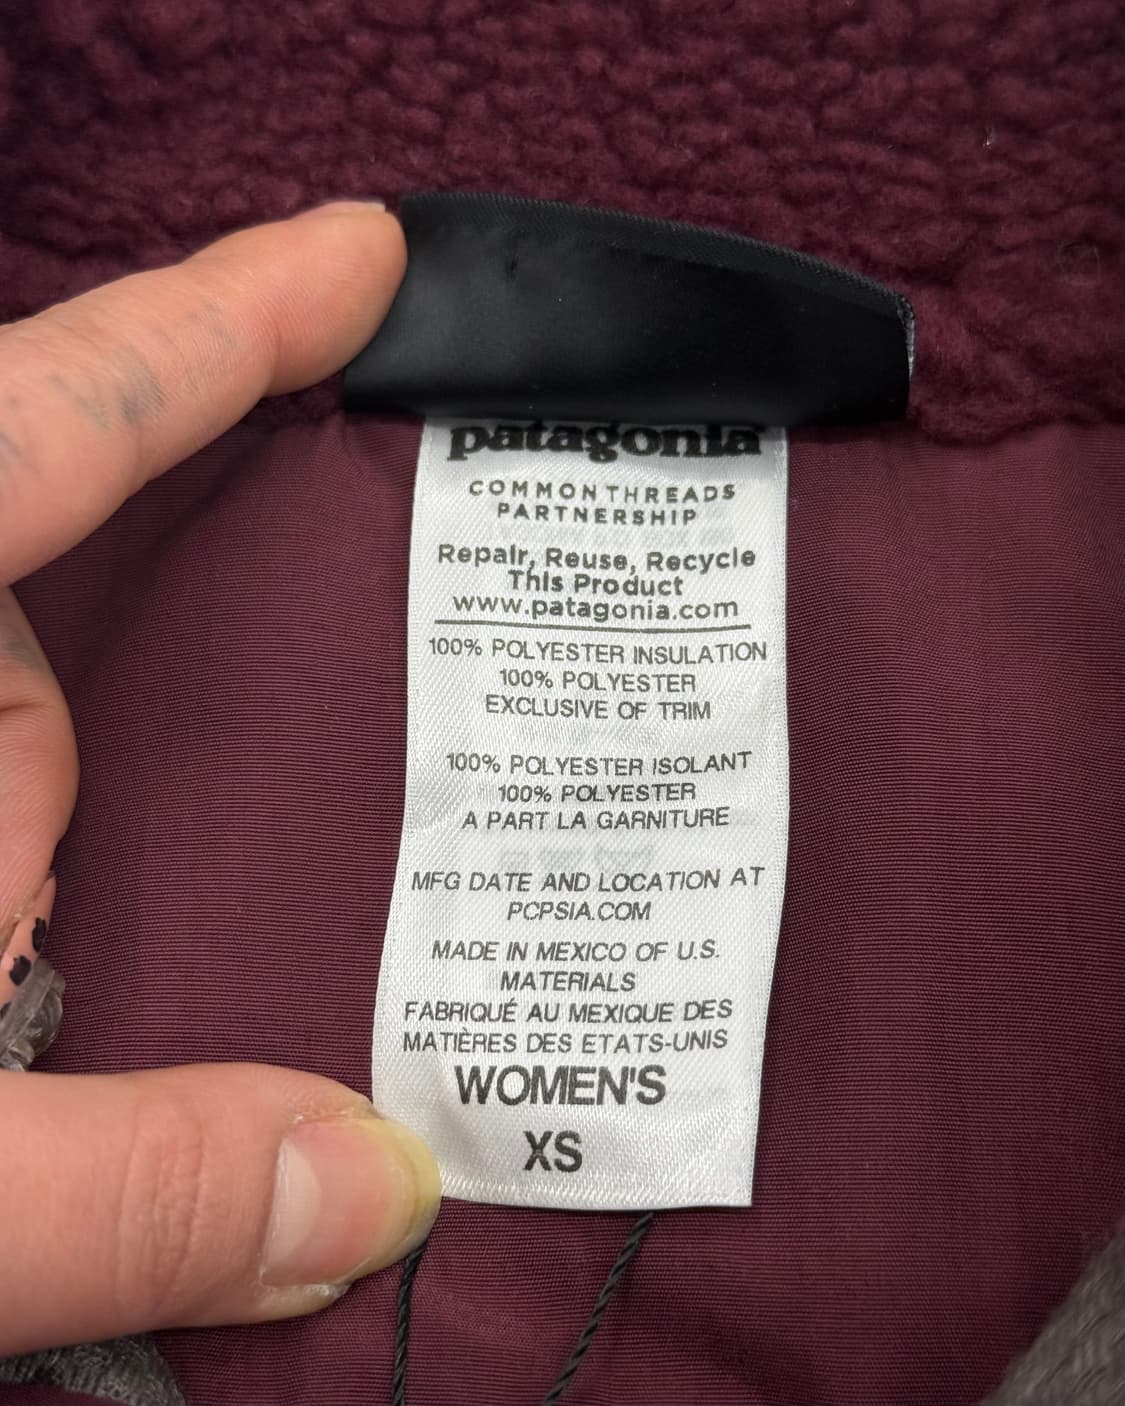 patagonia
COMMON THREADS
PARTNERSHIP
Repair, Reuse, Recycle
This Product
www.patagonia.com
100% POLYESTER INSULATION
100% POLYESTER
EXCLUSIVE OF TRIM
100% POLYESTER ISOLANT
100% POLYESTER
A PART LA GARNITURE
MFG DATE AND LOCATION AT
PCPSIA.COM
MADE IN MEXICO OF U.S.
MATERIALS
FABRIQUÉ AU MEXIQUE DES
MATIÈRES DES ETATS-UNIS
WOMEN'S
XS